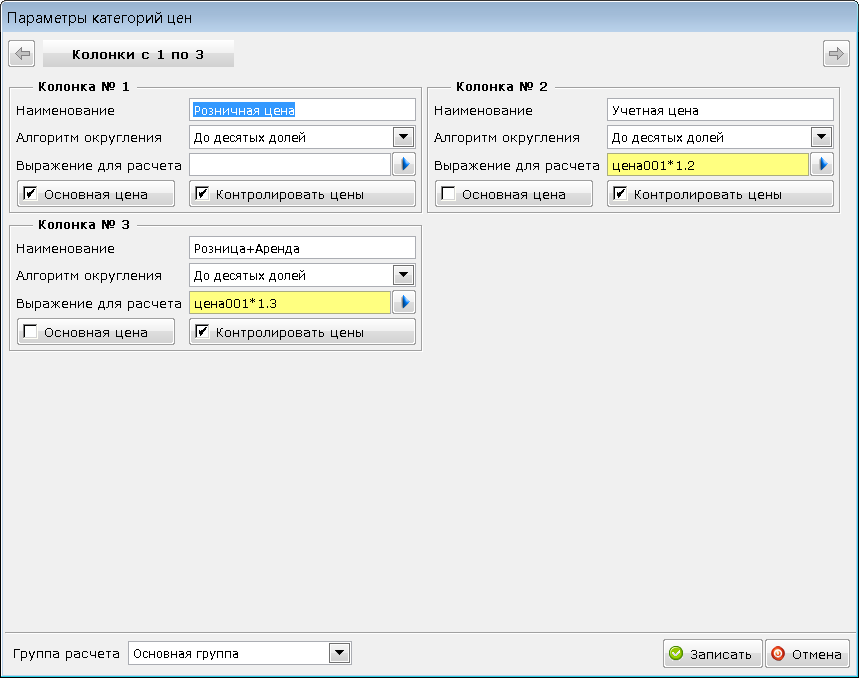 Параметры категорий цен
Колонки с 1 по 3
Колонка № 1
Наименование
Розничная цена
Алгоритм округления
До десятых долей
Выражение для расчета
Основная цена
Контролировать цены
Колонка № 2
Наименование
Учетная цена
Алгоритм округления
До десятых долей
Выражение для расчета
цена001*1.2
Основная цена
Контролировать цены
Колонка № 3
Наименование
Розница+Аренда
Алгоритм округления
До десятых долей
Выражение для расчета
цена001*1.3
Основная цена
Контролировать цены
Группа расчета
Основная группа
Записать
Отмена